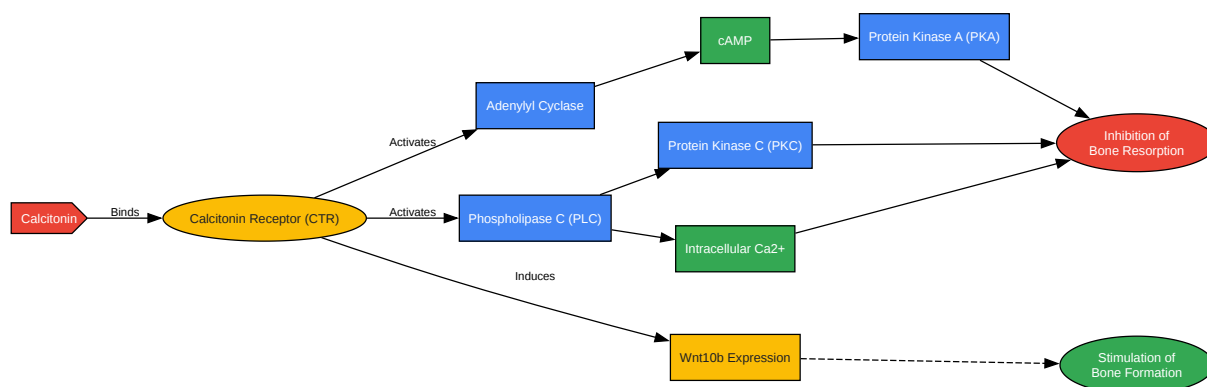 Calcitonin
Binds
Calcitonin Receptor (CTR)
Activates
Adenylyl Cyclase
cAMP
Protein Kinase A (PKA)
Activates
Phospholipase C (PLC)
Protein Kinase C (PKC)
Intracellular Ca2+
Inhibition of
Bone Resorption
Induces
Wnt10b Expression
Stimulation of
Bone Formation